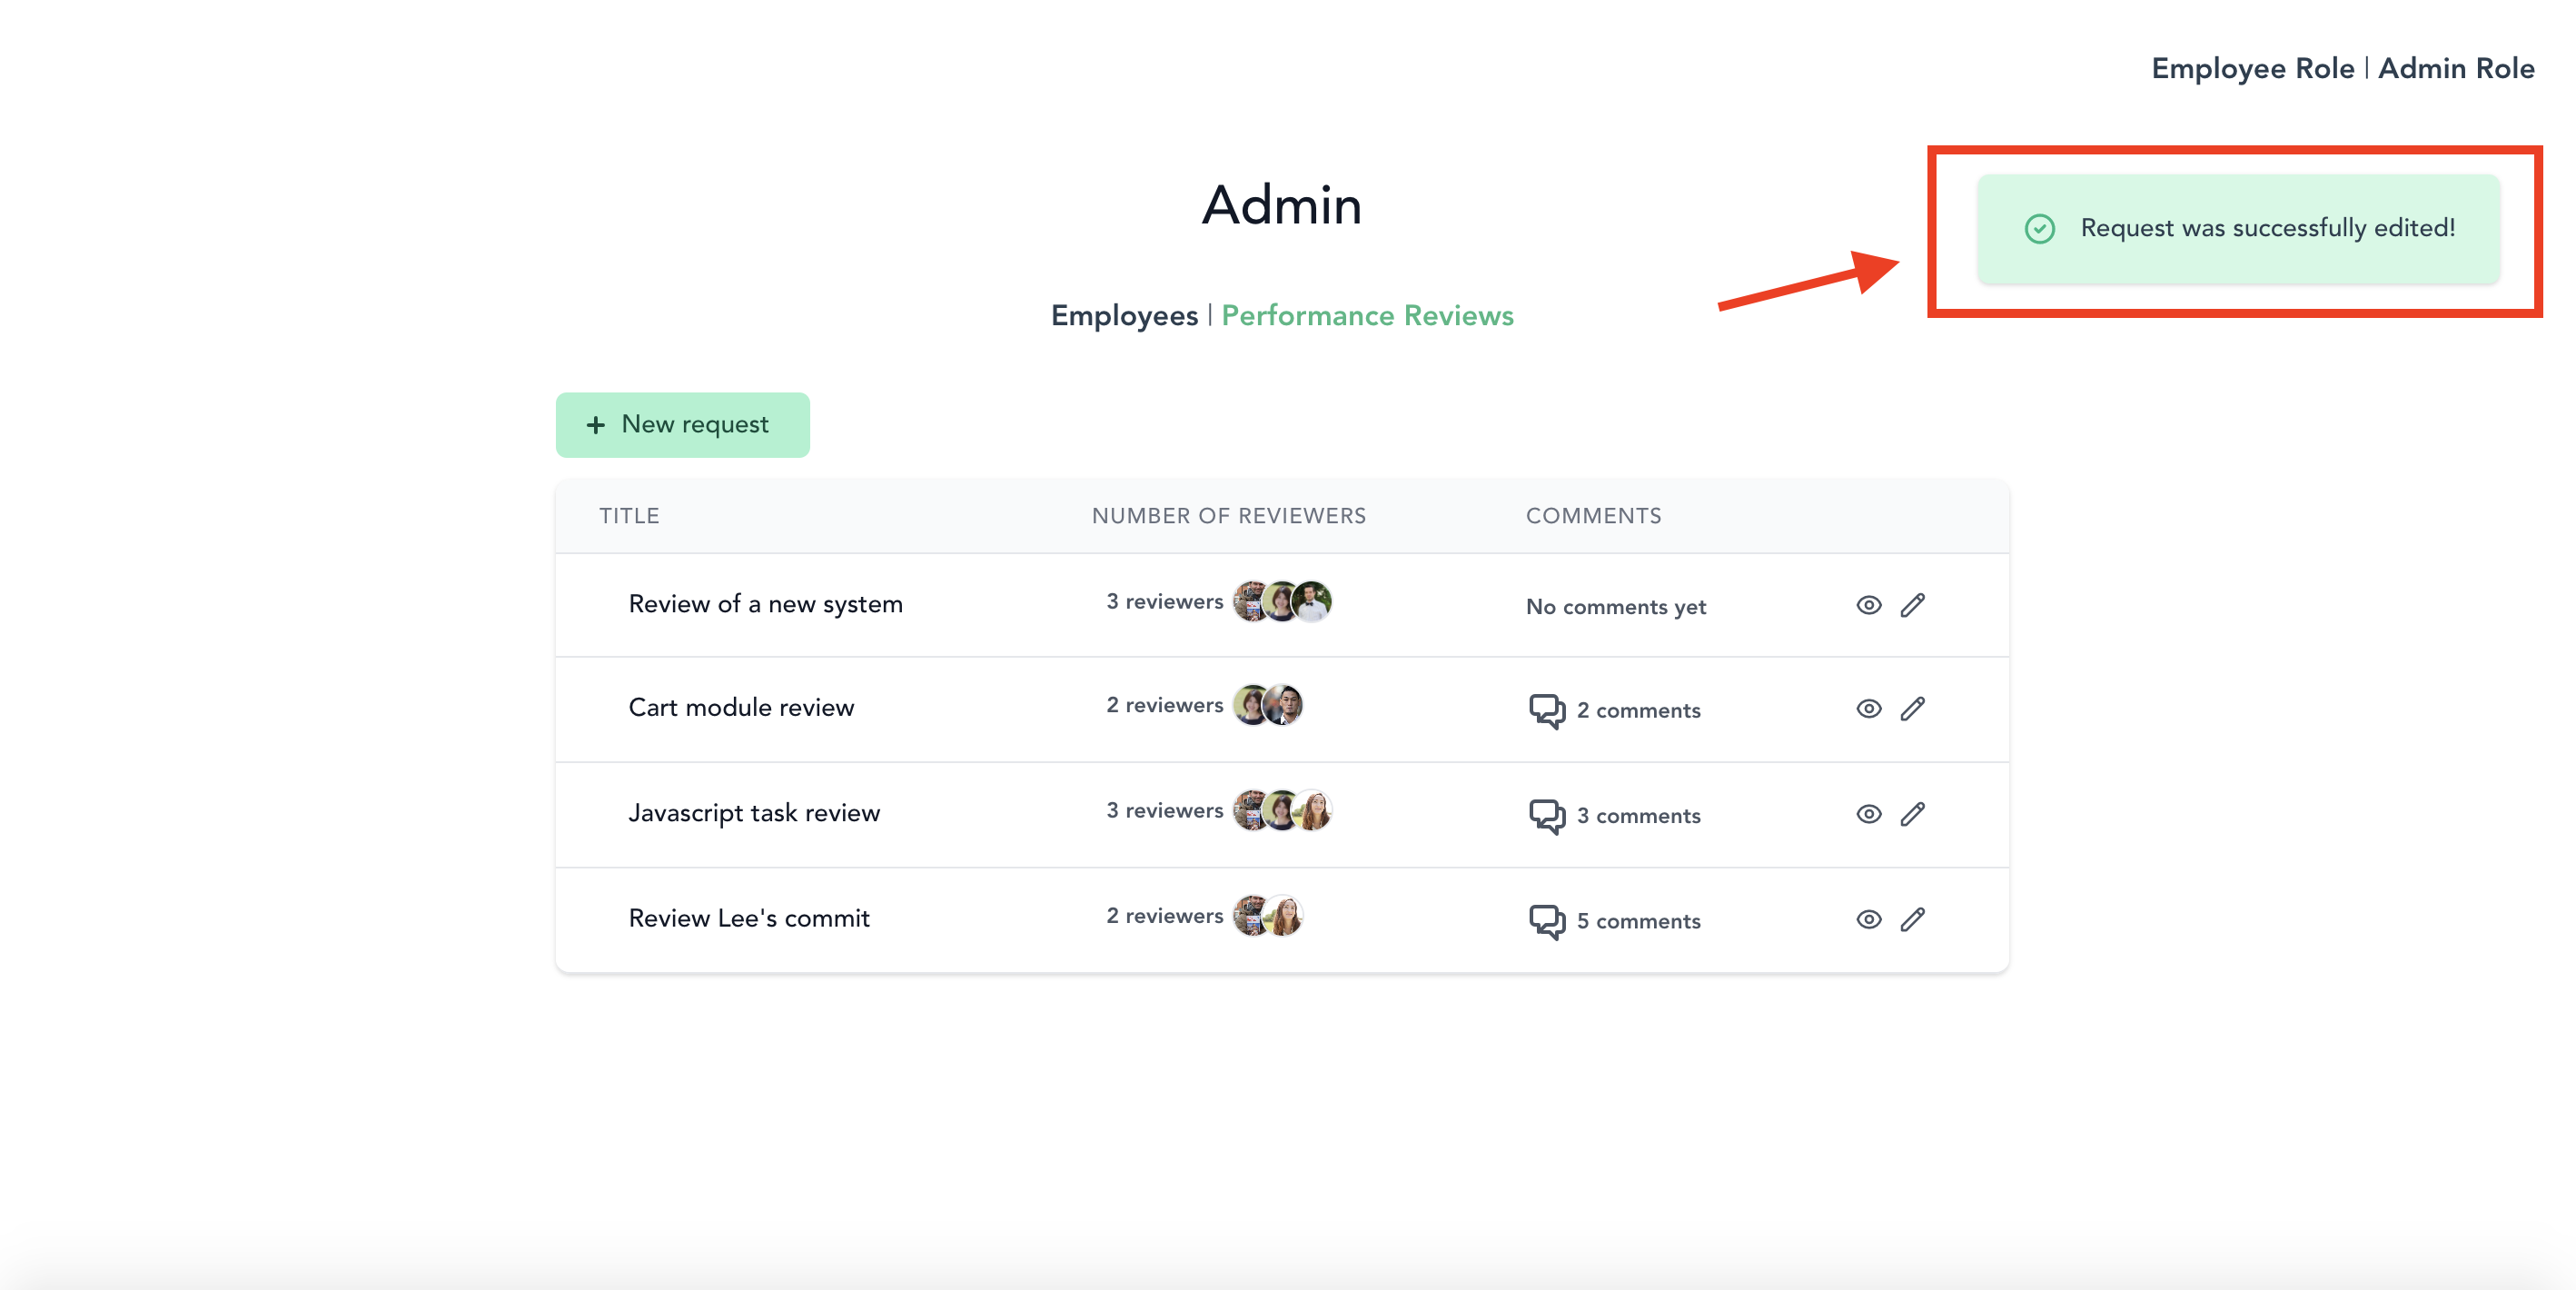 Employee Role | Admin Role
Admin
Request was successfully edited!
Employees | Performance Reviews
+ New request
TITLE NUMBER OF REVIEWERS COMMENTS
Review of a new system 3 reviewers No comments yet
Cart module review 2 reviewers 2 comments
Javascript task review 3 reviewers 3 comments
Review Lee's commit 2 reviewers 5 comments